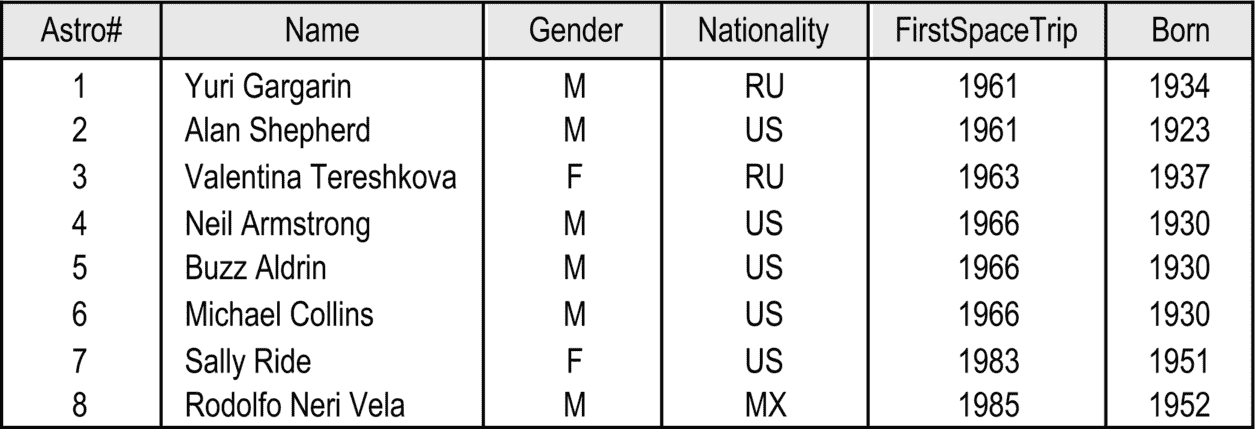 Astro# Name Gender Nationality FirstSpaceTrip Born
1 Yuri Gargarin M RU 1961 1934
2 Alan Shepherd M US 1961 1923
3 Valentina Tereshkova F RU 1963 1937
4 Neil Armstrong M US 1966 1930
5 Buzz Aldrin M US 1966 1930
6 Michael Collins M US 1966 1930
7 Sally Ride F US 1983 1951
8 Rodolfo Neri Vela M MX 1985 1952